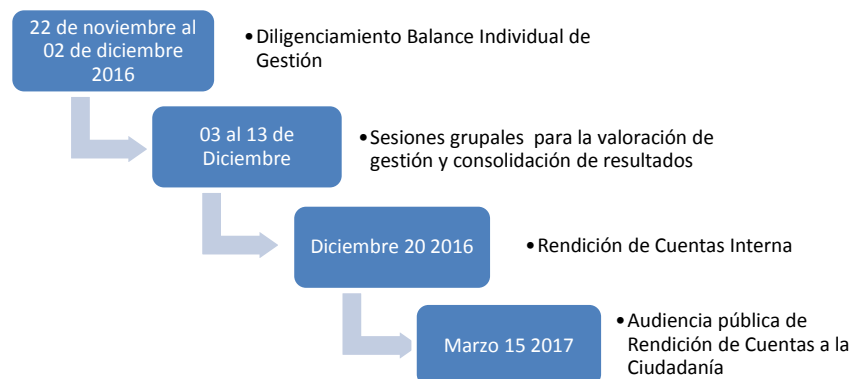 22 de noviembre al
02 de diciembre
2016
•Diligenciamiento Balance Individual de
Gestión
03 al 13 de
Diciembre
•Sesiones grupales para la valoración de
gestión y consolidación de resultados
Diciembre 20 2016
•Rendición de Cuentas Interna
Marzo 15 2017
•Audiencia pública de
Rendición de Cuentas a la
Ciudadanía